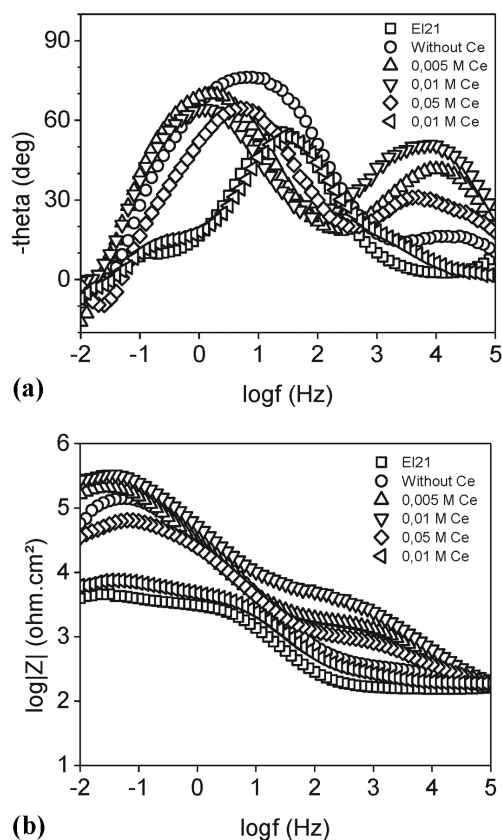 El21
Without Ce
0,005 M Ce
0,01 M Ce
0,05 M Ce
0,01 M Ce
90
60
30
0
-theta (deg)
-2 -1 0 1 2 3 4 5
logf (Hz)
(a)
El21
Without Ce
0,005 M Ce
0,01 M Ce
0,05 M Ce
0,01 M Ce
6
5
4
3
2
1
log|Z| (ohm.cm²)
-2 -1 0 1 2 3 4 5
logf (Hz)
(b)